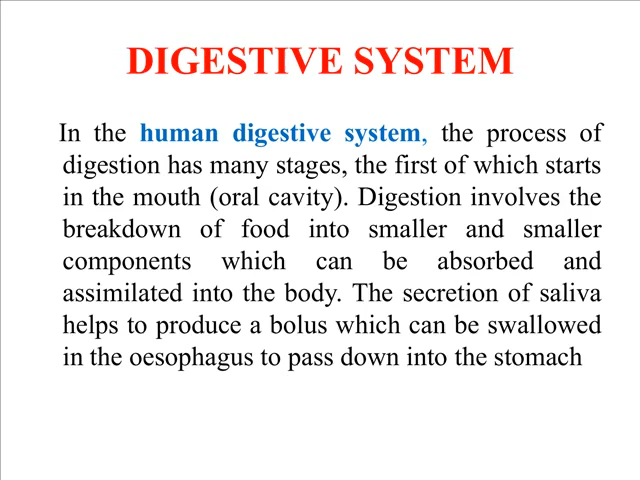 DIGESTIVE SYSTEM
In the human digestive system, the process of
digestion has many stages, the first of which starts
in the mouth (oral cavity). Digestion involves the
breakdown of food into smaller and smaller
components which can be absorbed and
assimilated into the body. The secretion of saliva
helps to produce a bolus which can be swallowed
in the oesophagus to pass down into the stomach